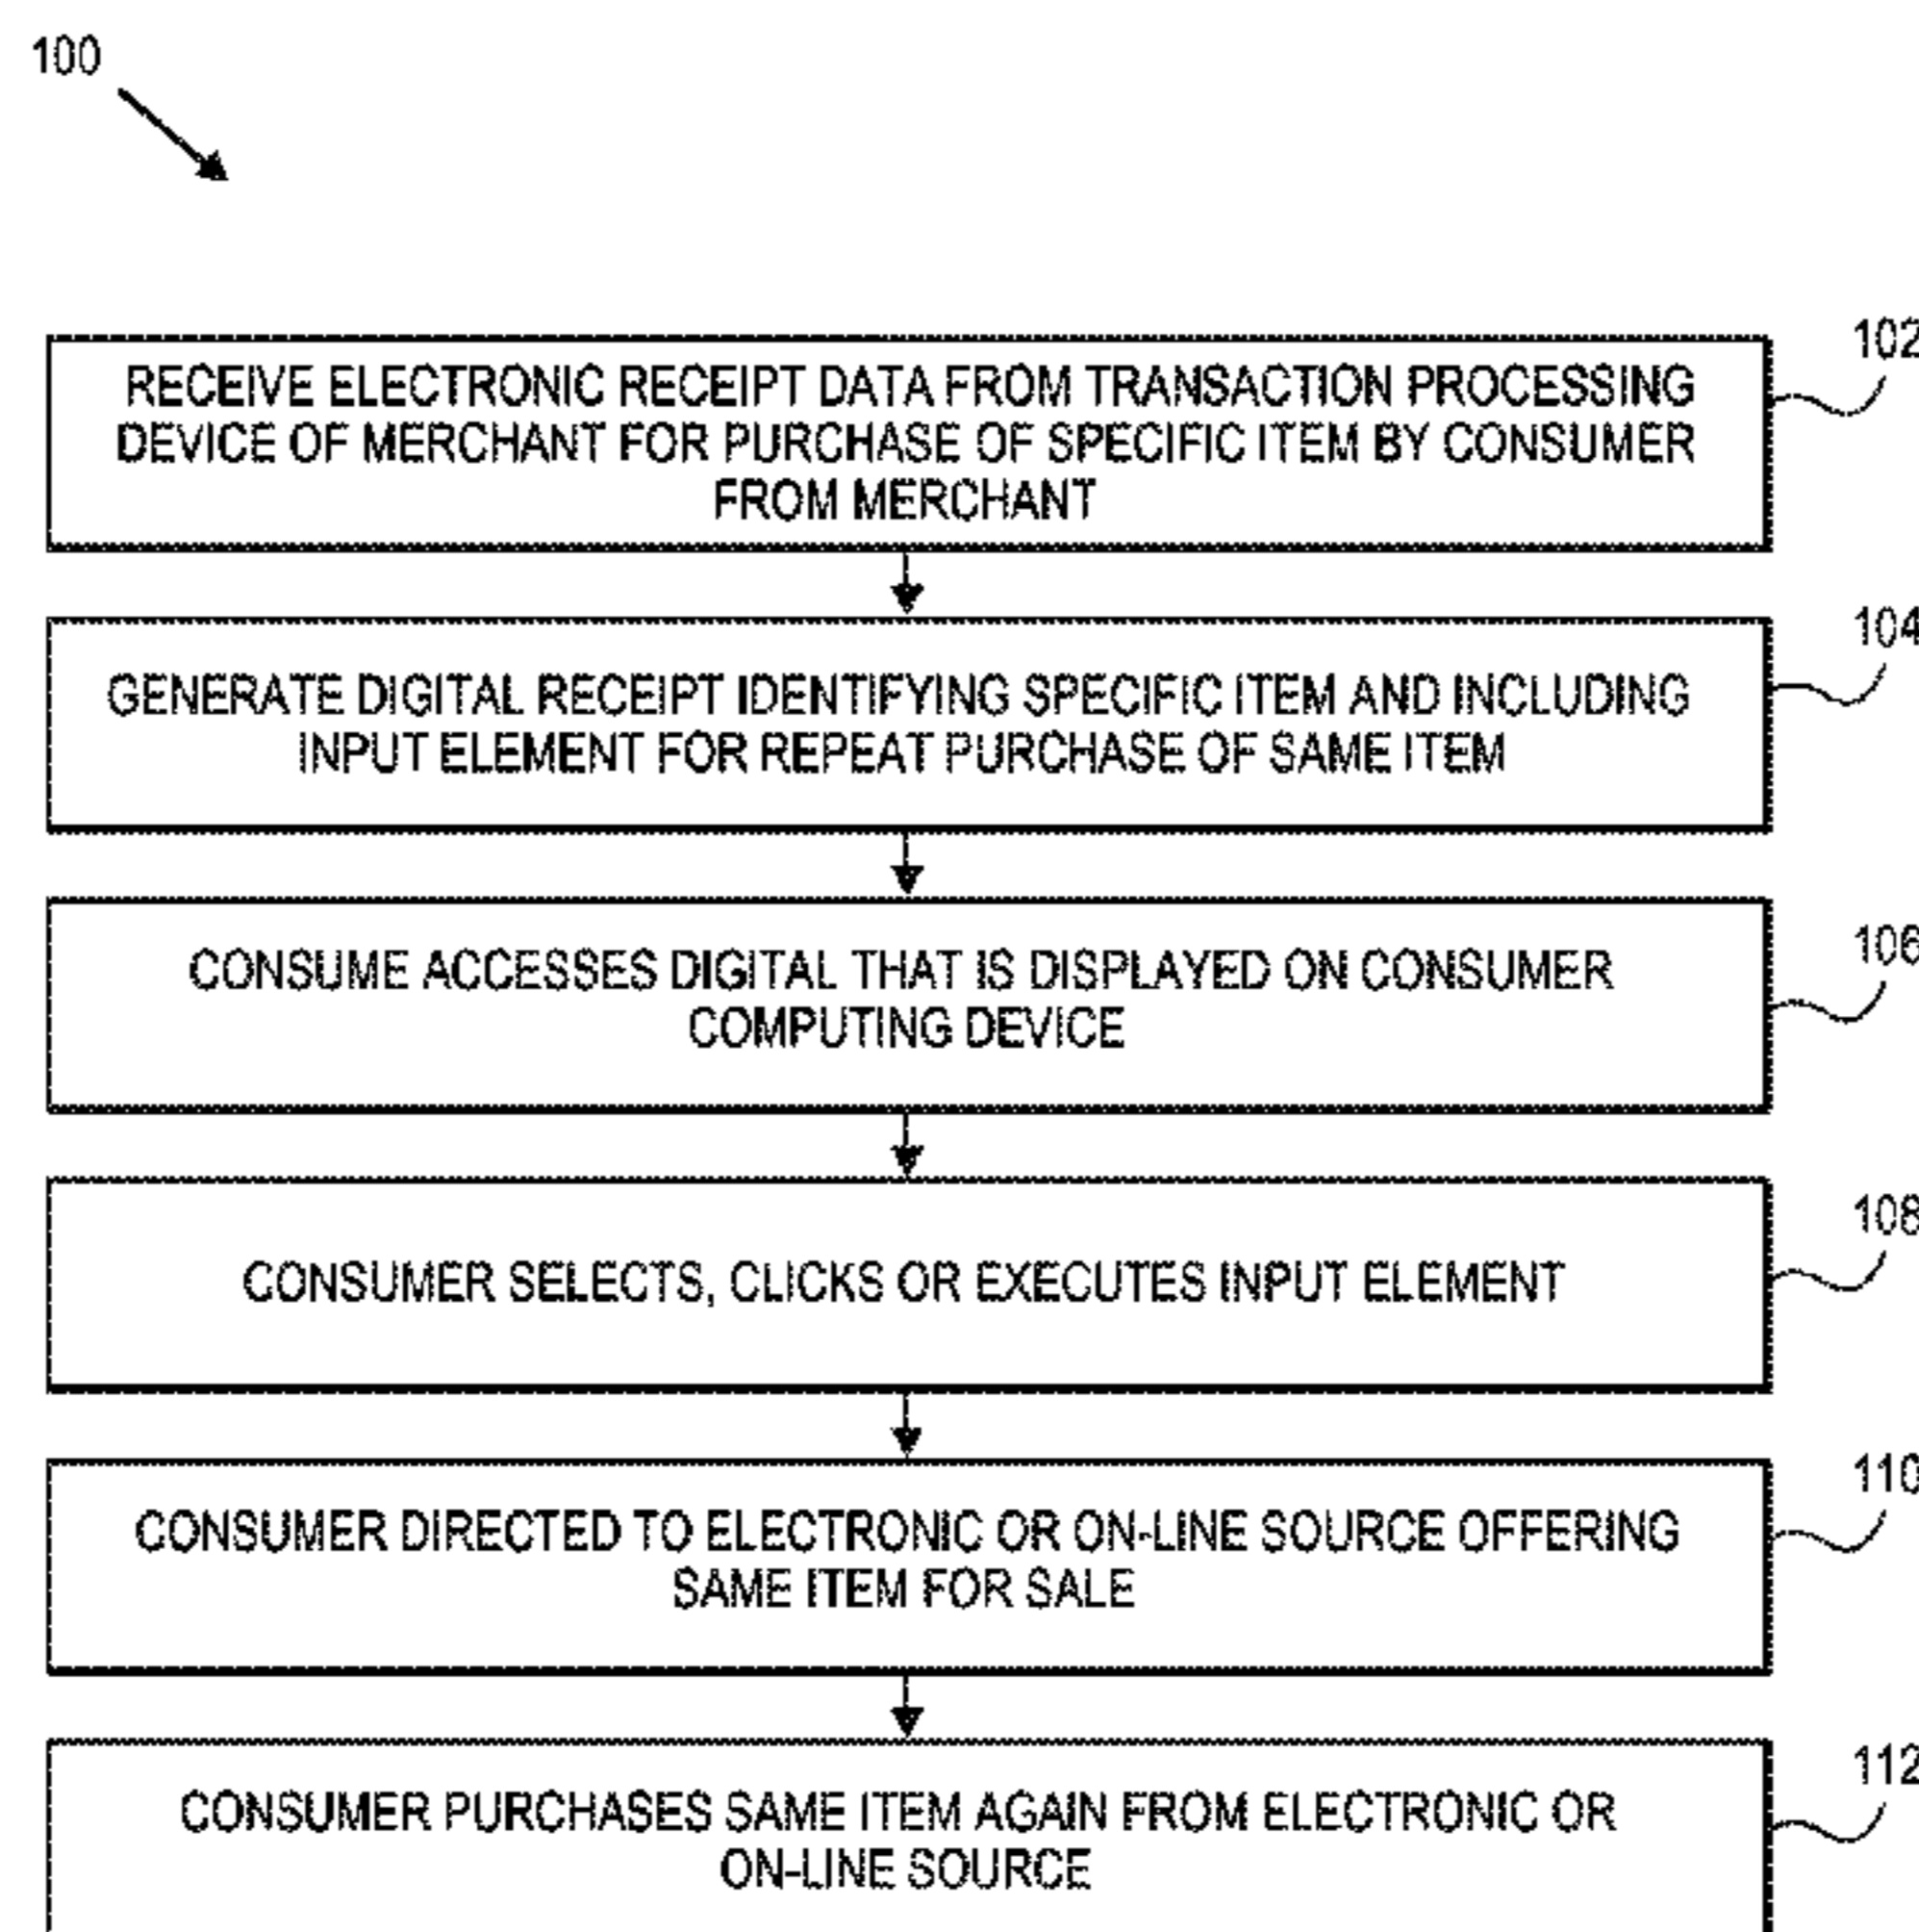 100
102
RECEIVE ELECTRONIC RECEIPT DATA FROM TRANSACTION PROCESSING
DEVICE OF MERCHANT FOR PURCHASE OF SPECIFIC ITEM BY CONSUMER
FROM MERCHANT
104
GENERATE DIGITAL RECEIPT IDENTIFYING SPECIFIC ITEM AND INCLUDING
INPUT ELEMENT FOR REPEAT PURCHASE OF SAME ITEM
106
CONSUME ACCESSES DIGITAL THAT IS DISPLAYED ON CONSUMER
COMPUTING DEVICE
108
CONSUMER SELECTS, CLICKS OR EXECUTES INPUT ELEMENT
110
CONSUMER DIRECTED TO ELECTRONIC OR ON-LINE SOURCE OFFERING
SAME ITEM FOR SALE
112
CONSUMER PURCHASES SAME ITEM AGAIN FROM ELECTRONIC OR
ON-LINE SOURCE